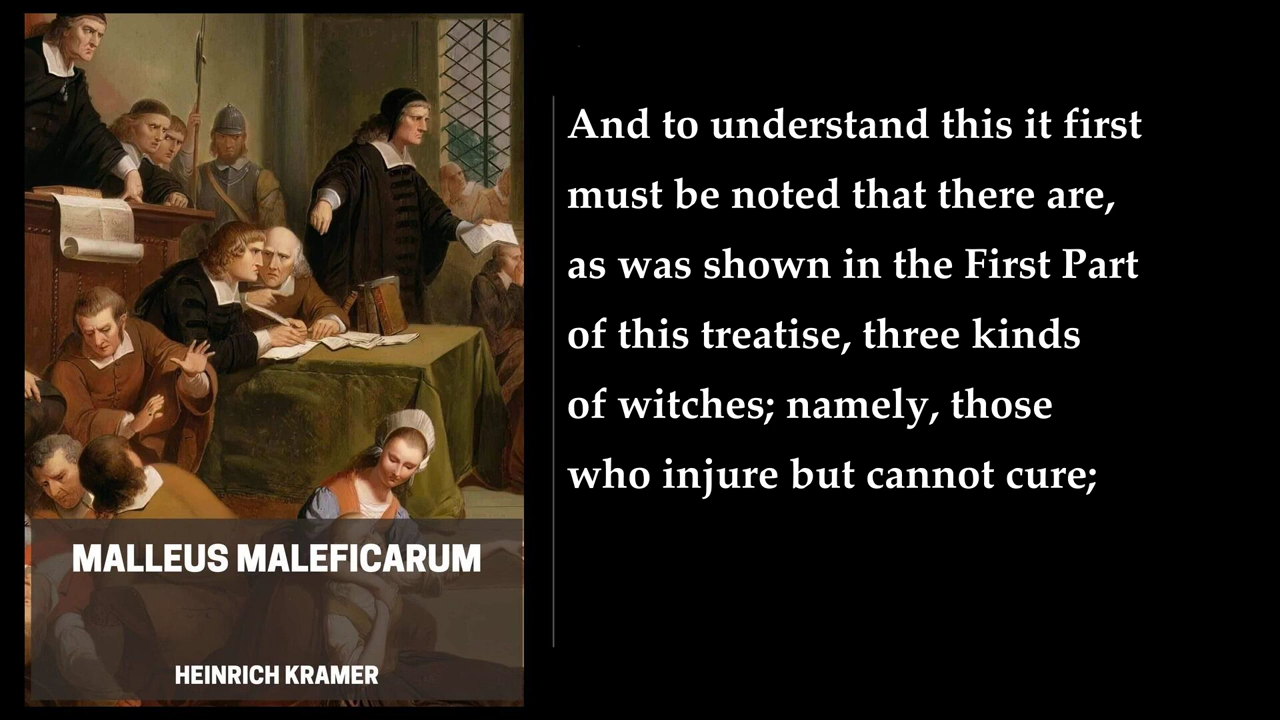 MALLEUS MALEFICARUM
HEINRICH KRAMER
And to understand this it first
must be noted that there are,
as was shown in the First Part
of this treatise, three kinds
of witches; namely, those
who injure but cannot cure;